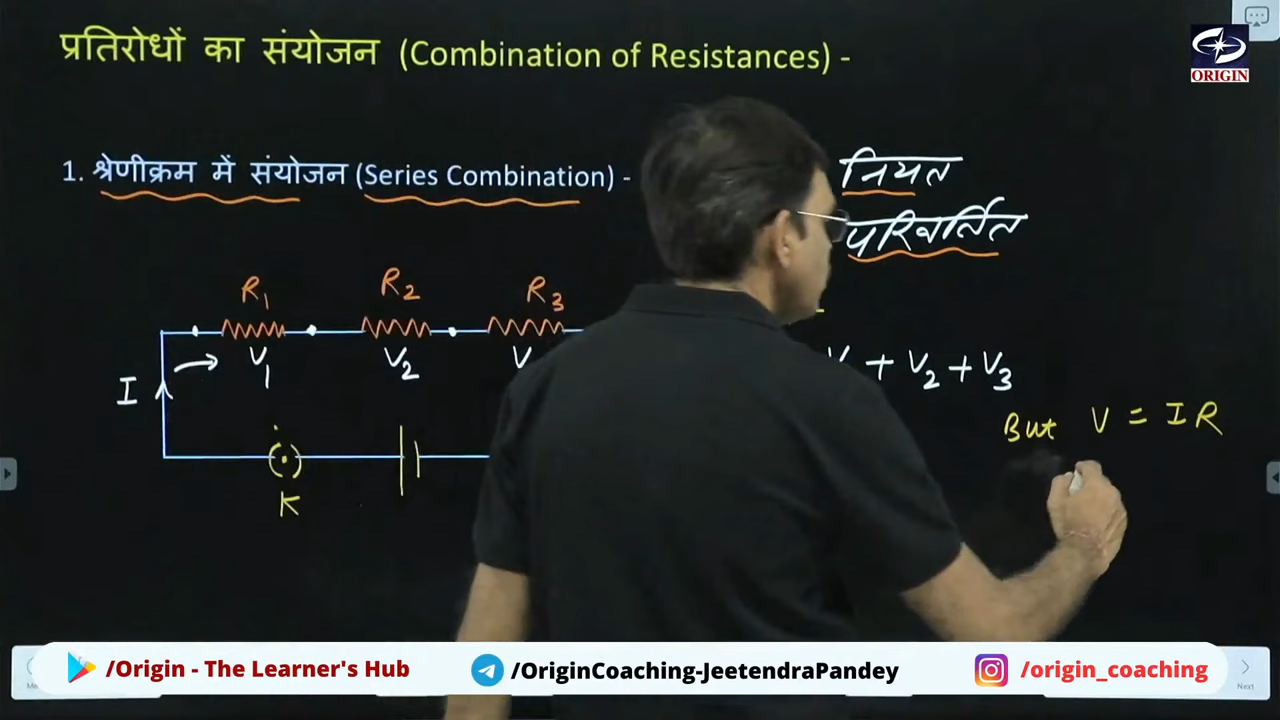 प्रतिरोधों का संयोजन (Combination of Resistances) -
ORIGIN
1. श्रेणीक्रम में संयोजन (Series Combination) -
नियत
परिवर्तित
R1 R2 R3
V1 V2 V
I
+ V2 + V3
But V = IR
K
/Origin - The Learner's Hub
/OriginCoaching-JeetendraPandey
/origin_coaching
Next